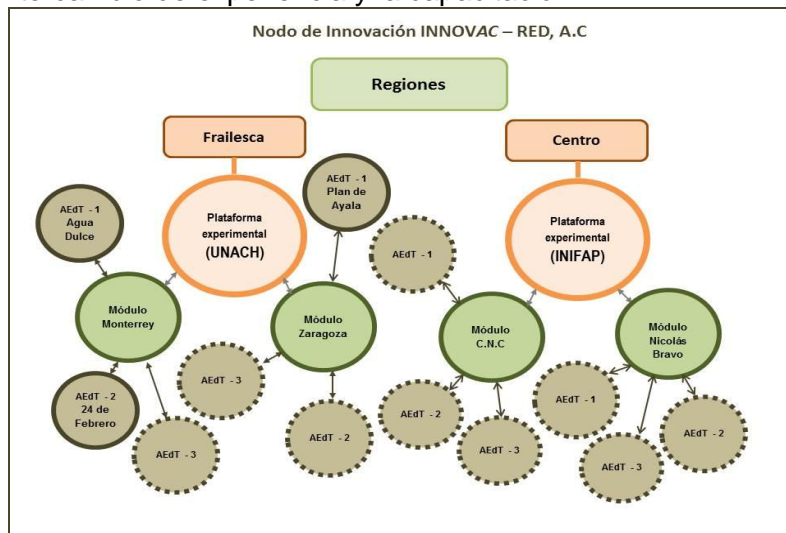 Nodo de Innovación INNOVAC – RED, A.C
Regiones
Frailesca
Centro
AEdT - 1
Agua
Dulce
Plataforma
experimental
(UNACH)
AEdT - 1
Plan de
Ayala
AEdT - 1
Plataforma
experimental
(INIFAP)
Módulo
Monterrey
Módulo
Zaragoza
Módulo
C.N.C
Módulo
Nicolás
Bravo
AEdT - 2
24 de
Febrero
AEdT - 3
AEdT - 3
AEdT - 2
AEdT - 2
AEdT - 3
AEdT - 1
AEdT - 3
AEdT - 2